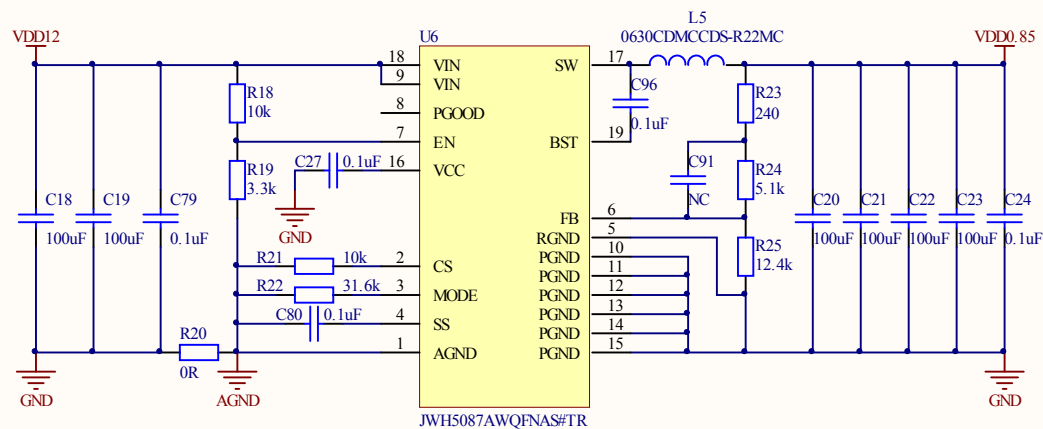 L5
VDD12
U6
0630CDMCCDS-R22MC
VDD0.85
18
VIN
SW
17
9
VIN
C96
R18
R23
10k
8
PGOOD
240
0.1uF
7
EN
BST
19
C27
0.1uF
16
VCC
C91
R19
R24
3.3k
5.1k
NC
C18
C19
C79
C20
C21
C22
C23
C24
GND
FB
6
100uF
100uF
0.1uF
RGND
5
100uF
100uF
100uF
100uF
0.1uF
R25
R21
10k
2
CS
PGND
10
12.4k
PGND
11
R22
31.6k
3
MODE
PGND
12
C80
0.1uF
4
SS
PGND
13
R20
PGND
14
1
AGND
PGND
15
0R
GND
AGND
GND
JWH5087AWQFNAS#TR